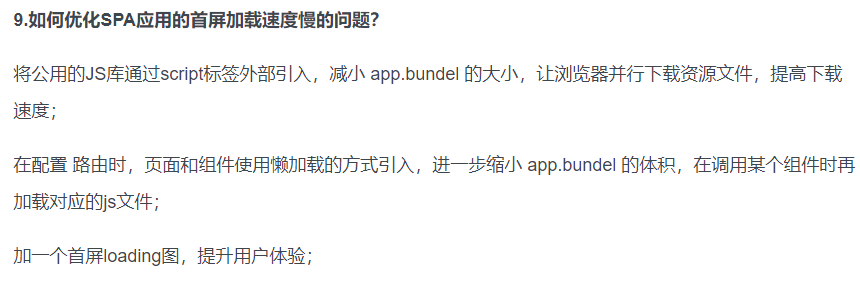 9.如何优化SPA应用的首屏加载速度慢的问题？
将公用的JS库通过script标签外部引入，减小 app.bundel 的大小，让浏览器并行下载资源文件，提高下载
速度；
在配置 路由时，页面和组件使用懒加载的方式引入，进一步缩小 app.bundel 的体积，在调用某个组件时再
加载对应的js文件；
加一个首屏loading图，提升用户体验；